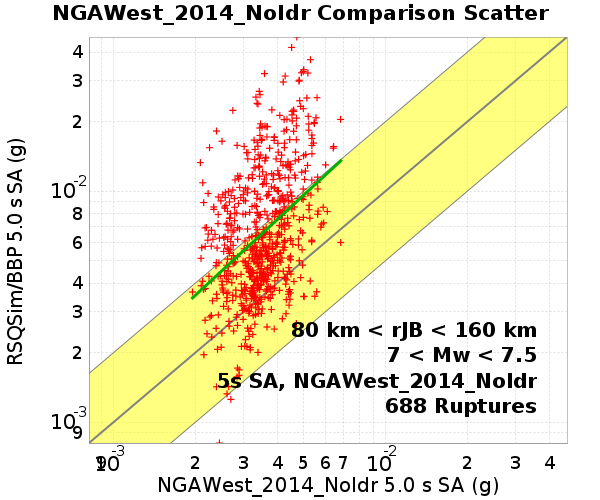 NGAWest_2014_NoIdr Comparison Scatter
4
3
2
10-2
8
6
4
3
2
10-3
9
RSQSim/BBP 5.0 s SA (g)
80 km < rJB < 160 km
7 < Mw < 7.5
5s SA, NGAWest_2014_NoIdr
688 Ruptures
9 10-3 2 3 4 5 6 7 10-2 2 3 4
NGAWest_2014_NoIdr 5.0 s SA (g)